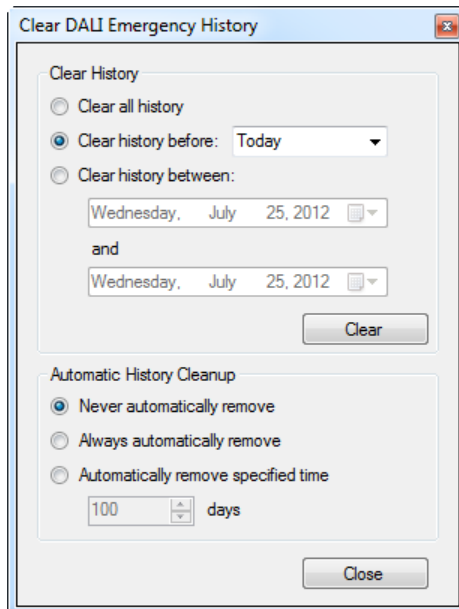 Clear DALI Emergency History
Clear History
Clear all history
Clear history before: Today
Clear history between:
Wednesday, July 25, 2012
and
Wednesday, July 25, 2012
Clear
Automatic History Cleanup
Never automatically remove
Always automatically remove
Automatically remove specified time
100 days
Close